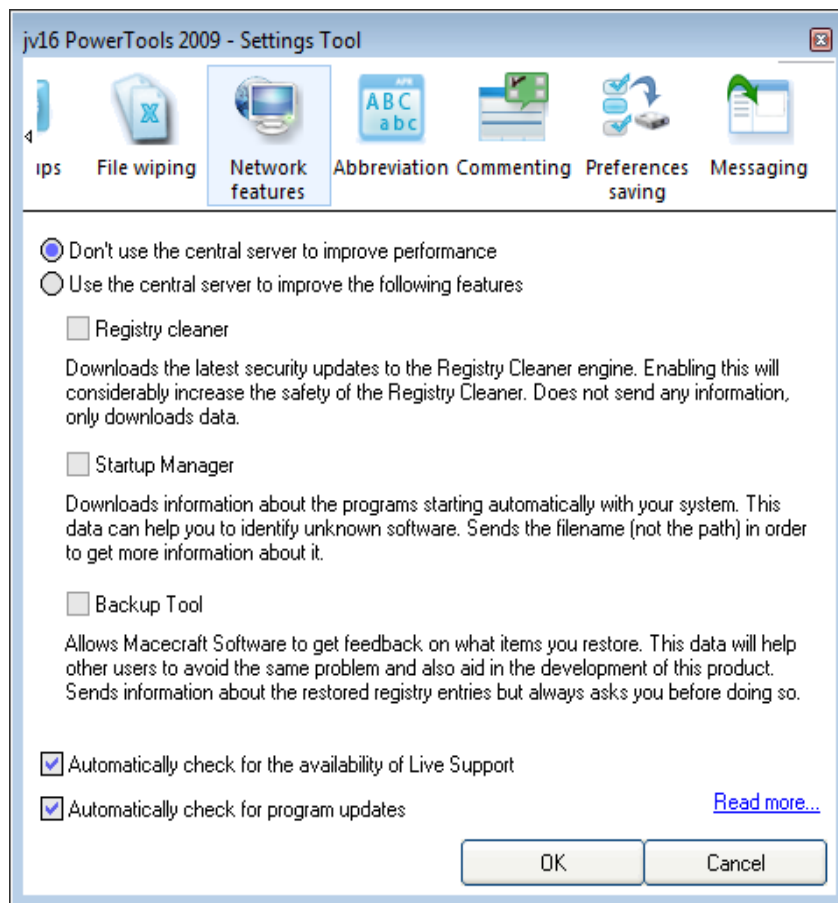 jv16 PowerTools 2009 - Settings Tool
ups
File wiping
Network
features
APR
ABC
abc
Abbreviation
Commenting
Preferences
saving
Messaging
Don't use the central server to improve performance
Use the central server to improve the following features
Registry cleaner
Downloads the latest security updates to the Registry Cleaner engine. Enabling this will
considerably increase the safety of the Registry Cleaner. Does not send any information,
only downloads data.
Startup Manager
Downloads information about the programs starting automatically with your system. This
data can help you to identify unknown software. Sends the filename (not the path) in order
to get more information about it.
Backup Tool
Allows Macecraft Software to get feedback on what items you restore. This data will help
other users to avoid the same problem and also aid in the development of this product.
Sends information about the restored registry entries but always asks you before doing so.
Automatically check for the availability of Live Support
Automatically check for program updates
Read more...
OK
Cancel